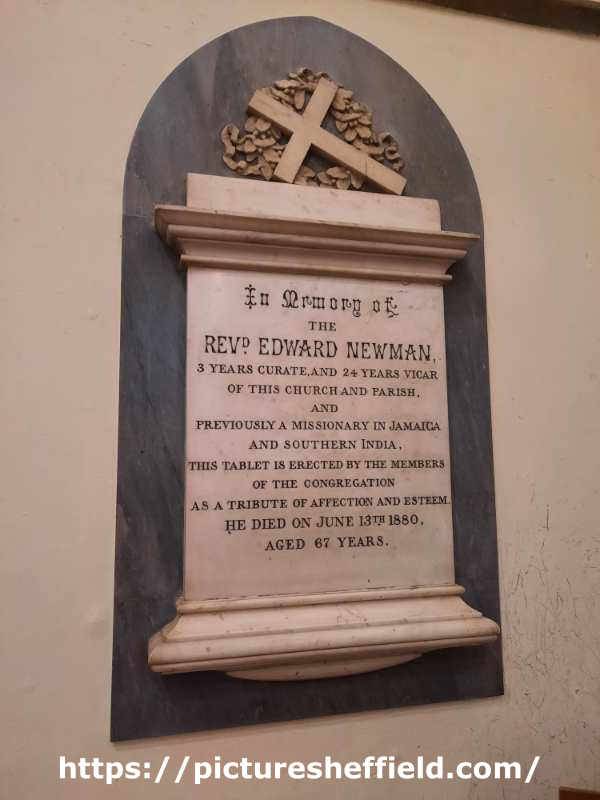 In Memory of
THE
REVD. EDWARD NEWMAN,
3 YEARS CURATE, AND 24 YEARS VICAR
OF THIS CHURCH AND PARISH,
AND
PREVIOUSLY A MISSIONARY IN JAMAICA
AND SOUTHERN INDIA,
THIS TABLET IS ERECTED BY THE MEMBERS
OF THE CONGREGATION
AS A TRIBUTE OF AFFECTION AND ESTEEM.
HE DIED ON JUNE 13TH 1880,
AGED 67 YEARS.
https://picturesheffield.com/